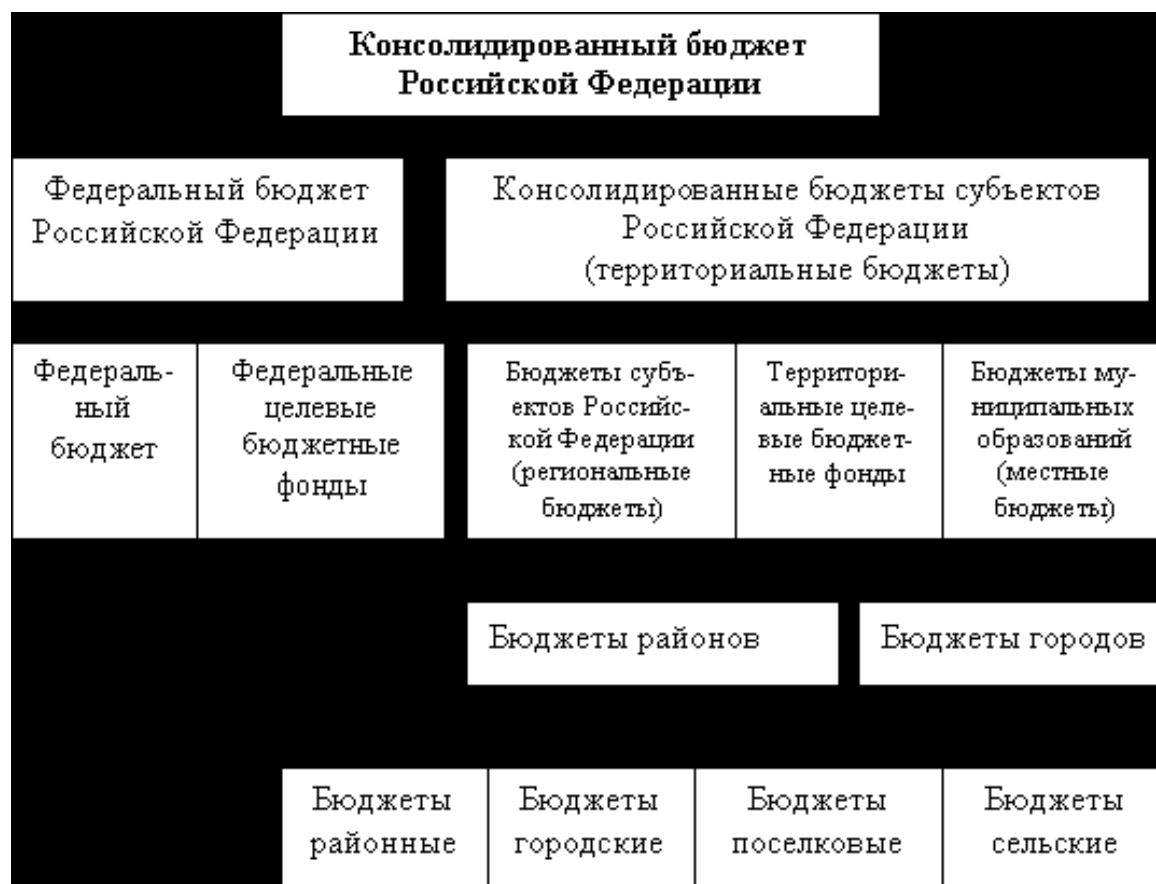 Консолидированный бюджет
Российской Федерации
Федеральный бюджет
Российской Федерации
Консолидированные бюджеты субъектов
Российской Федерации
(территориальные бюджеты)
Федераль-
ный
бюджет
Федеральные
целевые
бюджетные
фонды
Бюджеты субъ-
ектов Российс-
кой Федерации
(региональные
бюджеты)
Территори-
альные целе-
вые бюджет-
ные фонды
Бюджеты му-
ниципальных
образований
(местные
бюджеты)
Бюджеты районов
Бюджеты городов
Бюджеты
районные
Бюджеты
городские
Бюджеты
поселковые
Бюджеты
сельские